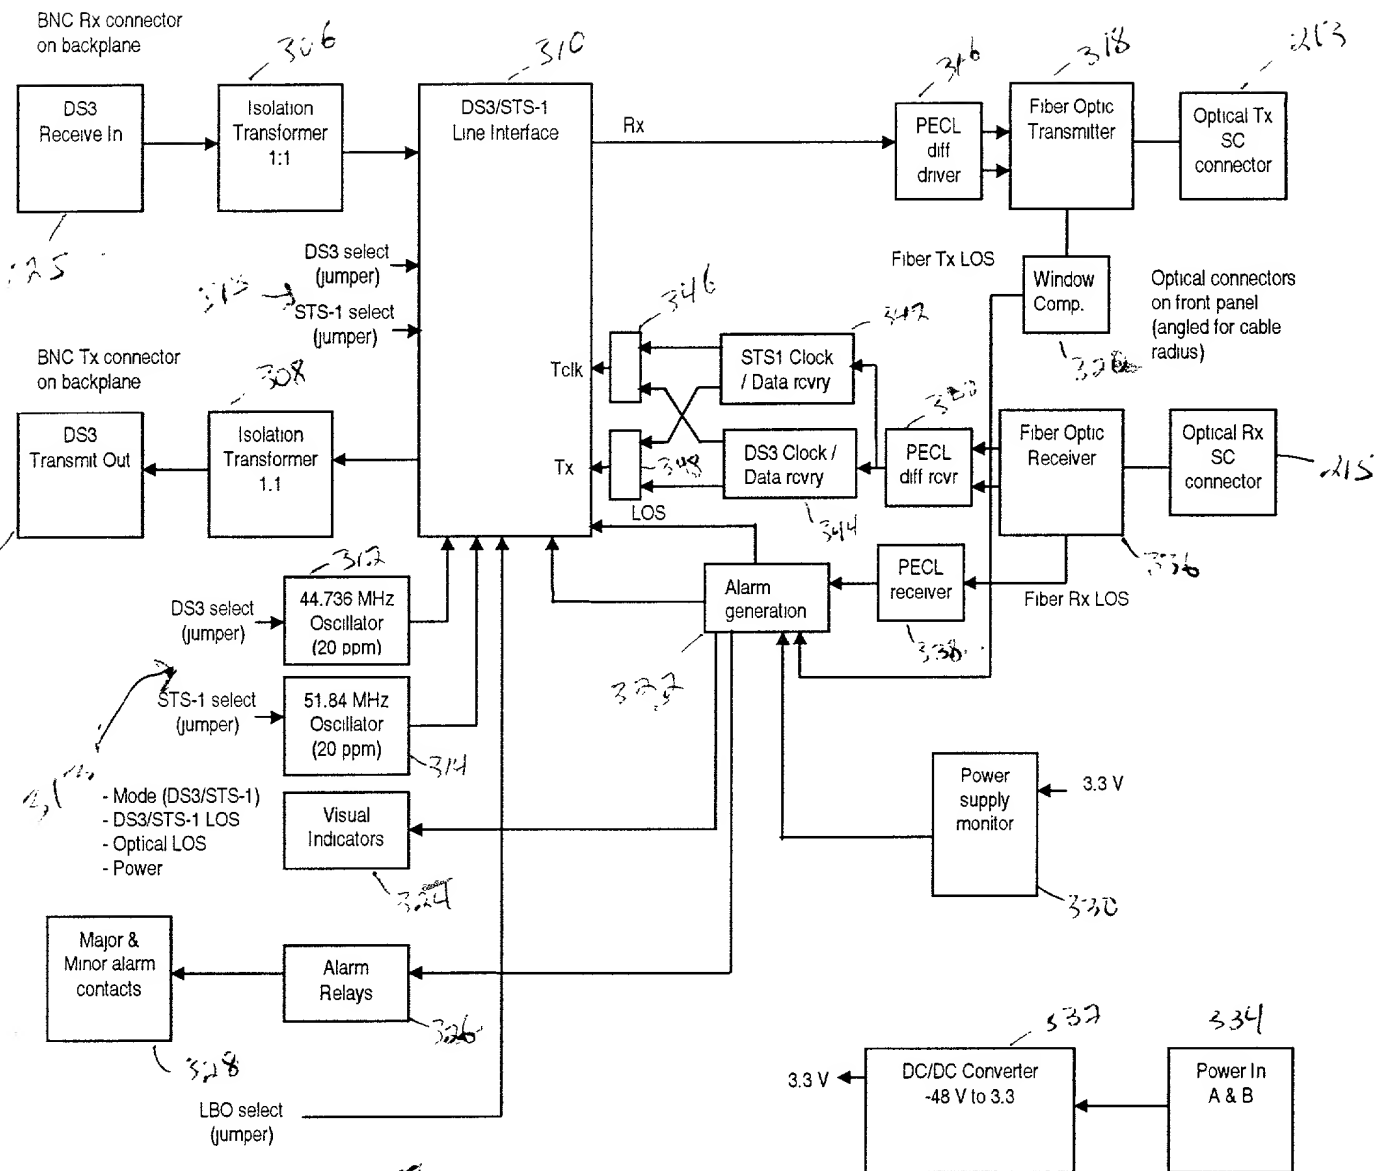 BNC Rx connector
on backplane
306
310
316
318
213
DS3
Receive In
Isolation
Transformer
1:1
DS3/STS-1
Line Interface
Rx
PECL
diff
driver
Fiber Optic
Transmitter
Optical Tx
SC
connector
DS3 select
(jumper)
STS-1 select
(jumper)
Fiber Tx LOS
Window
Comp.
Optical connectors
on front panel
(angled for cable
radius)
346
342
BNC Tx connector
on backplane
308
Tclk
STS1 Clock
/ Data rcvry
DS3
Transmit Out
Isolation
Transformer
1.1
Tx
348
DS3 Clock /
Data rcvry
PECL
diff rcvr
Fiber Optic
Receiver
Optical Rx
SC
connector
215
LOS
344
336
312
DS3 select
(jumper)
44.736 MHz
Oscillator
(20 ppm)
Alarm
generation
PECL
receiver
Fiber Rx LOS
338
322
STS-1 select
(jumper)
51.84 MHz
Oscillator
(20 ppm)
314
- Mode (DS3/STS-1)
- DS3/STS-1 LOS
- Optical LOS
- Power
Visual
Indicators
324
Power
supply
monitor
3.3 V
330
Major &
Minor alarm
contacts
Alarm
Relays
326
328
332
334
LBO select
(jumper)
3.3 V
DC/DC Converter
-48 V to 3.3
Power In
A & B